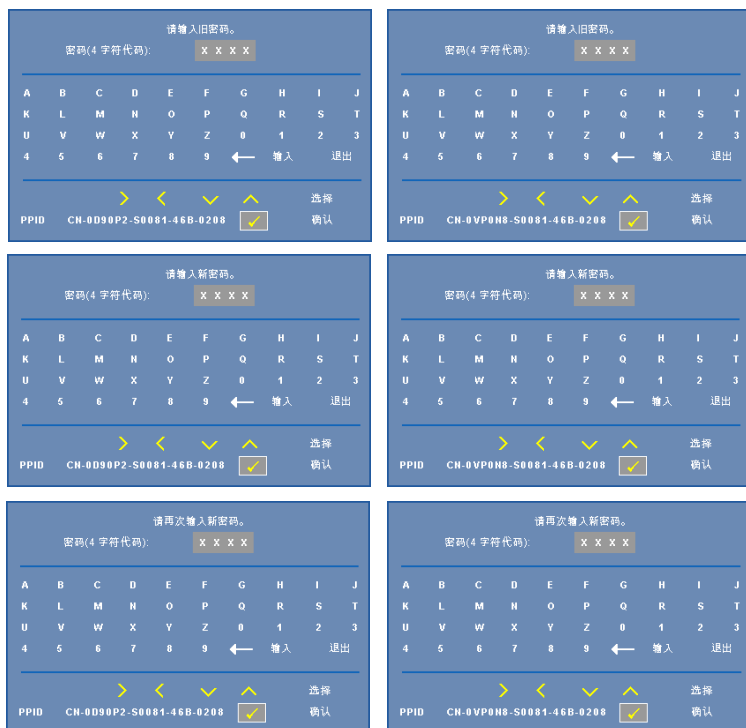 请输入旧密码。
密码(4 字符代码): X X X X
A B C D E F G H I J
K L M N O P Q R S T
U V W X Y Z 0 1 2 3
4 5 6 7 8 9 输入 退出
选择
PPID CN-0D90P2-S0081-46B-0208 确认
请输入旧密码。
密码(4 字符代码): X X X X
A B C D E F G H I J
K L M N O P Q R S T
U V W X Y Z 0 1 2 3
4 5 6 7 8 9 输入 退出
选择
PPID CN-0VP0N8-S0081-46B-0208 确认
请输入新密码。
密码(4 字符代码): X X X X
A B C D E F G H I J
K L M N O P Q R S T
U V W X Y Z 0 1 2 3
4 5 6 7 8 9 输入 退出
选择
PPID CN-0D90P2-S0081-46B-0208 确认
请输入新密码。
密码(4 字符代码): X X X X
A B C D E F G H I J
K L M N O P Q R S T
U V W X Y Z 0 1 2 3
4 5 6 7 8 9 输入 退出
选择
PPID CN-0VP0N8-S0081-46B-0208 确认
请再次输入新密码。
密码(4 字符代码): X X X X
A B C D E F G H I J
K L M N O P Q R S T
U V W X Y Z 0 1 2 3
4 5 6 7 8 9 输入 退出
选择
PPID CN-0D90P2-S0081-46B-0208 确认
请再次输入新密码。
密码(4 字符代码): X X X X
A B C D E F G H I J
K L M N O P Q R S T
U V W X Y Z 0 1 2 3
4 5 6 7 8 9 输入 退出
选择
PPID CN-0VP0N8-S0081-46B-0208 确认